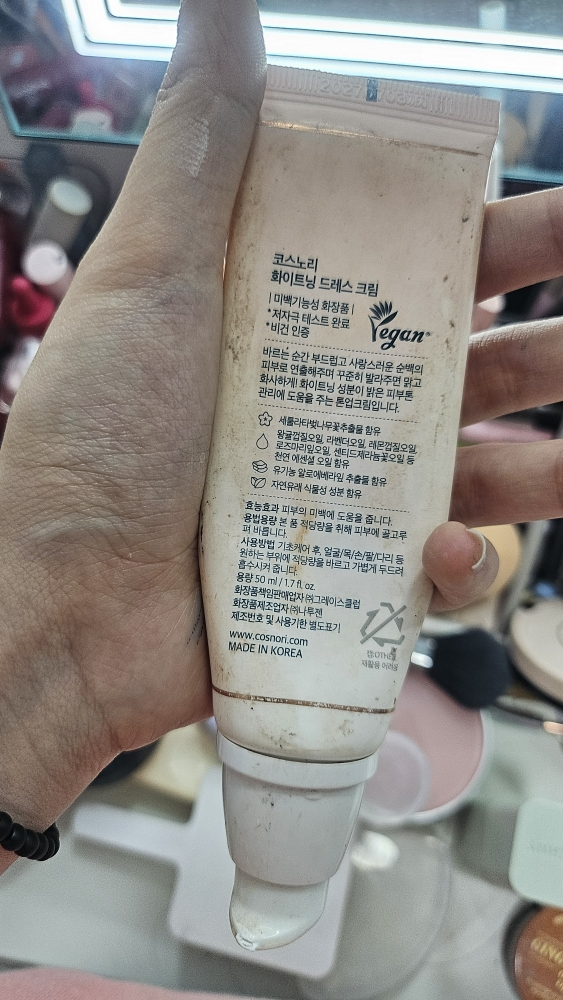 2027
코스노리
화이트닝 드레스 크림
| 미백기능성 화장품 |
*저자극 테스트 완료
*비건 인증
Vegan
바르는 순간 부드럽고 사랑스러운 순백의
피부로 연출해주며 꾸준히 발라주면 맑고
화사하게! 화이트닝 성분이 밝은 피부톤
관리에 도움을 주는 톤업크림입니다.
세룰라타벚나무꽃추출물 함유
왕귤껍질오일, 라벤더오일, 레몬껍질오일,
로즈마리잎오일, 센티드제라늄꽃오일 등
천연 에센셜 오일 함유
유기농 알로에베라잎 추출물 함유
자연유래 식물성 성분 함유
효능효과 피부의 미백에 도움을 준니다.
용법용량 본 품 적당량을 취해 피부에 골고루
펴 바릅니다.
사용방법 기초케어 후, 얼굴/목/손/팔/다리 등
원하는 부위에 적당량을 바르고 가볍게 두드려
흡수시켜 줍니다.
용량 50 ml / 1.7 fl. oz.
화장품책임판매업자 ㈜그레이스클럽
화장품제조업자 ㈜나투젠
제조번호 및 사용기한 별도표기
www.cosnori.com
MADE IN KOREA
캡:OTHER
재활용 어려움